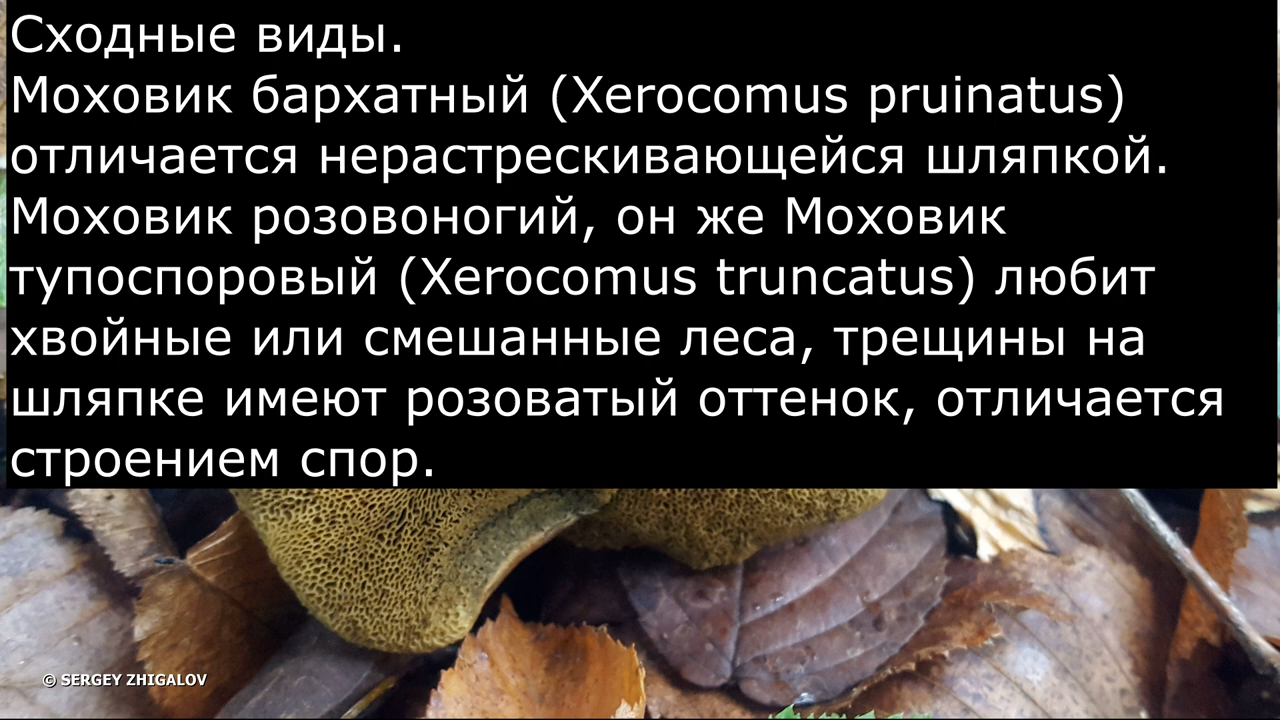 Сходные виды.
Моховик бархатный (Xerocomus pruinatus)
отличается нерастрескивающейся шляпкой.
Моховик розовоногий, он же Моховик
тупоспоровый (Xerocomus truncatus) любит
хвойные или смешанные леса, трещины на
шляпке имеют розоватый оттенок, отличается
строением спор.
© SERGEY ZHIGALOV